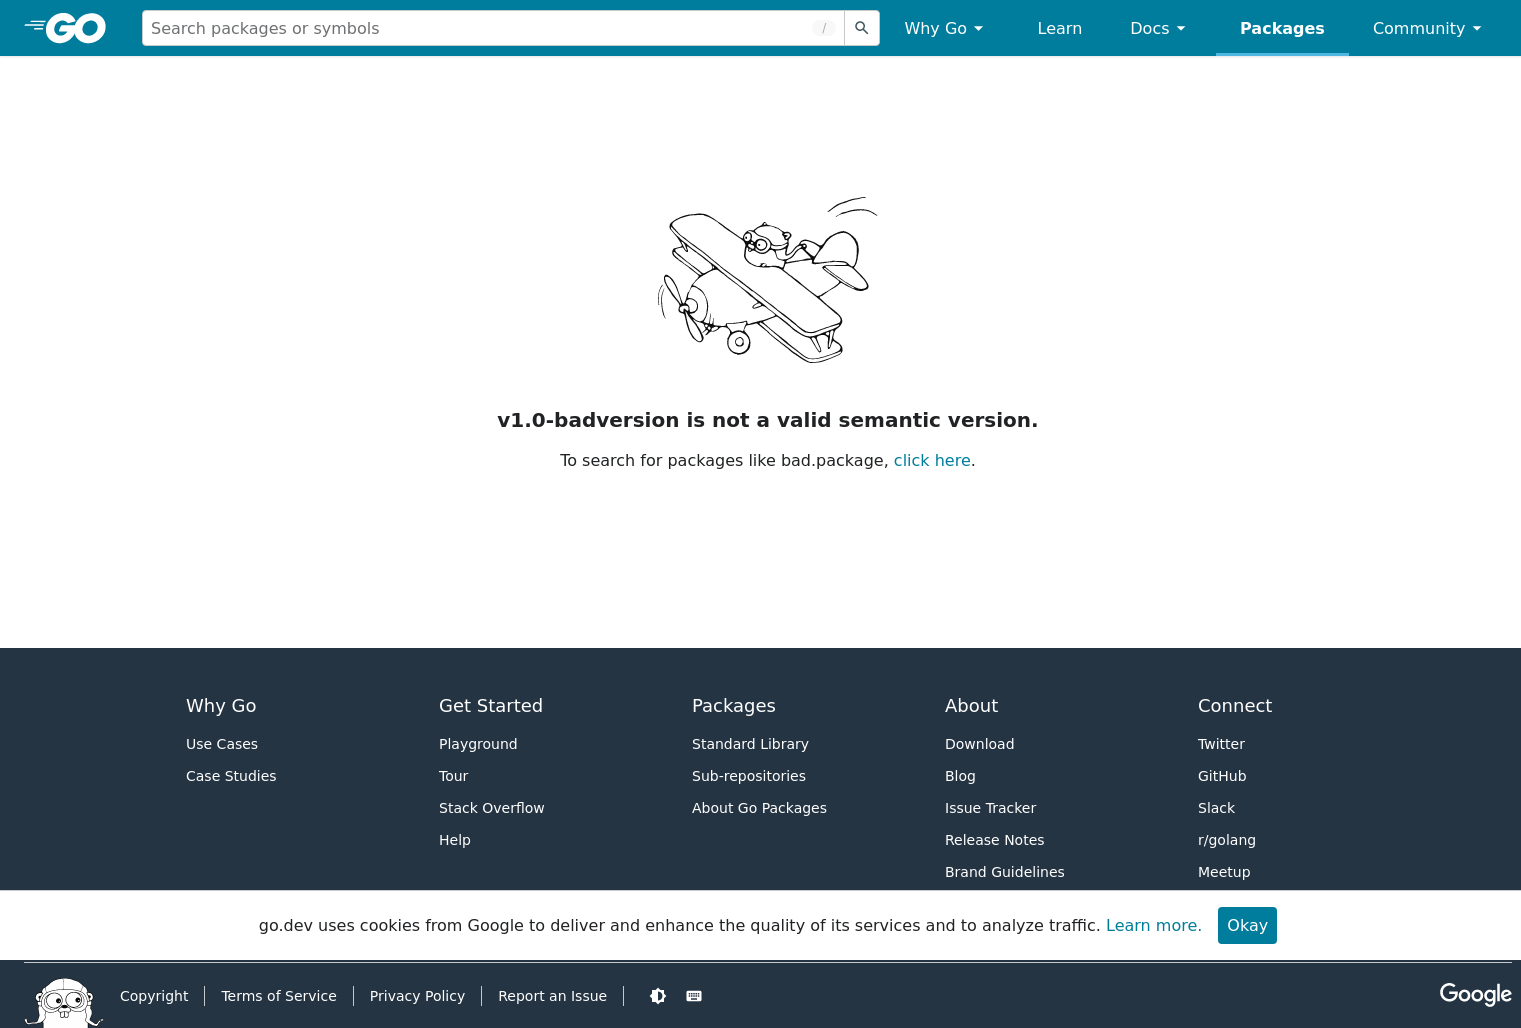 GO
Search packages or symbols
/
Why Go
Learn
Docs
Packages
Community
v1.0-badversion is not a valid semantic version.
To search for packages like bad.package, click here.
Why Go
Use Cases
Case Studies
Get Started
Playground
Tour
Stack Overflow
Help
Packages
Standard Library
Sub-repositories
About Go Packages
About
Download
Blog
Issue Tracker
Release Notes
Brand Guidelines
Connect
Twitter
GitHub
Slack
r/golang
Meetup
go.dev uses cookies from Google to deliver and enhance the quality of its services and to analyze traffic. Learn more.
Okay
Copyright
Terms of Service
Privacy Policy
Report an Issue
Google